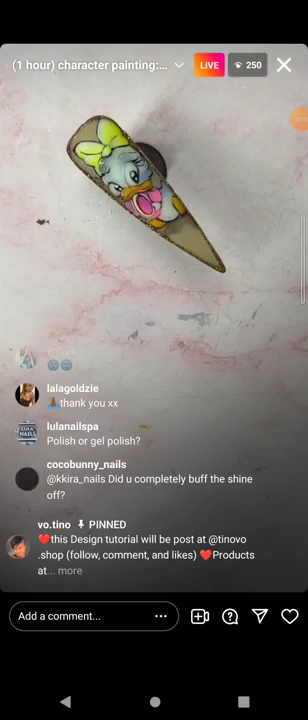 (1 hour) character painting:...
LIVE
250
lalagoldzie
🙏🏾thank you xx
LULA
NAILS
lulanailspa
Polish or gel polish?
cocobunny_nails
@kkira_nails Did u completely buff the shine
off?
vo.tino PINNED
❤️this Design tutorial will be post at @tinovo
.shop (follow, comment, and likes) ❤️Products
at... more
Add a comment...